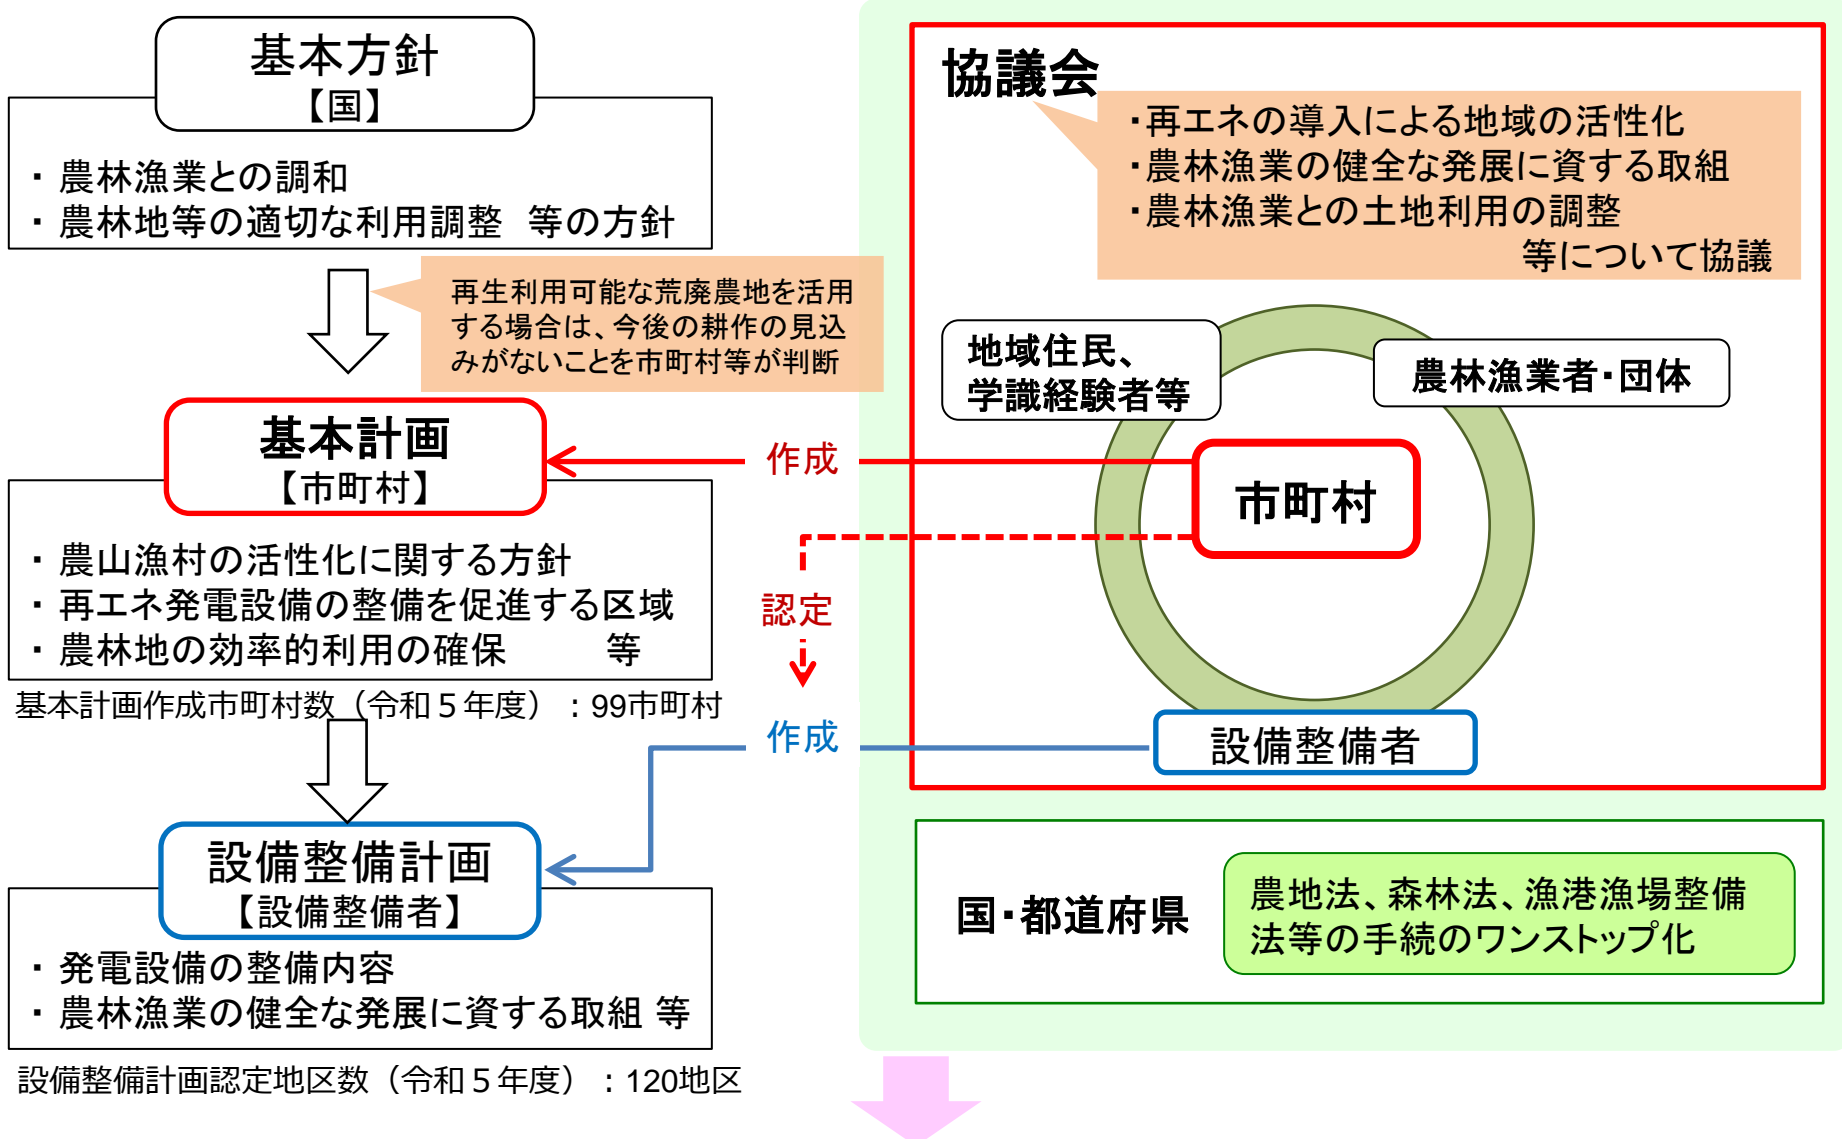 基本方針
【国】
・ 農林漁業との調和
・ 農林地等の適切な利用調整　等の方針
再生利用可能な荒廃農地を活用
する場合は、今後の耕作の見込
みがないことを市町村等が判断
基本計画
【市町村】
・ 農山漁村の活性化に関する方針
・ 再エネ発電設備の整備を促進する区域
・ 農林地の効率的利用の確保　　　等
基本計画作成市町村数（令和５年度）：99市町村
設備整備計画
【設備整備者】
・ 発電設備の整備内容
・ 農林漁業の健全な発展に資する取組 等
設備整備計画認定地区数（令和５年度）：120地区
作成
認定
作成
協議会
・再エネの導入による地域の活性化
・農林漁業の健全な発展に資する取組
・農林漁業との土地利用の調整
等について協議
地域住民、
学識経験者等
農林漁業者・団体
市町村
設備整備者
国・都道府県
農地法、森林法、漁港漁場整備
法等の手続のワンストップ化